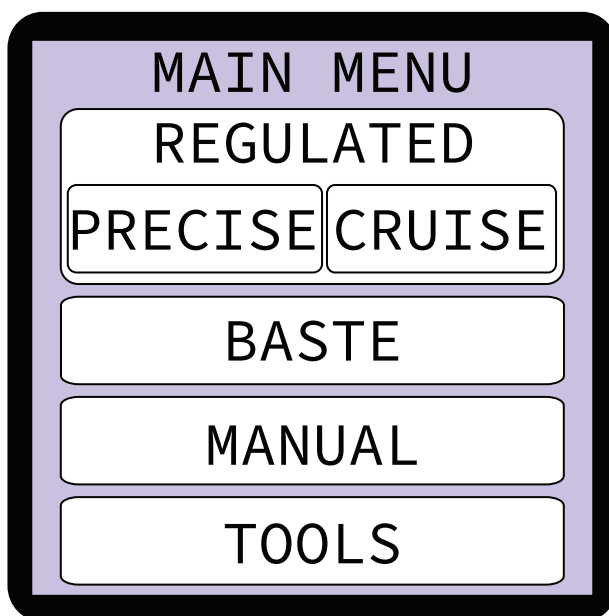 MAIN MENU
REGULATED
PRECISE CRUISE
BASTE
MANUAL
TOOLS